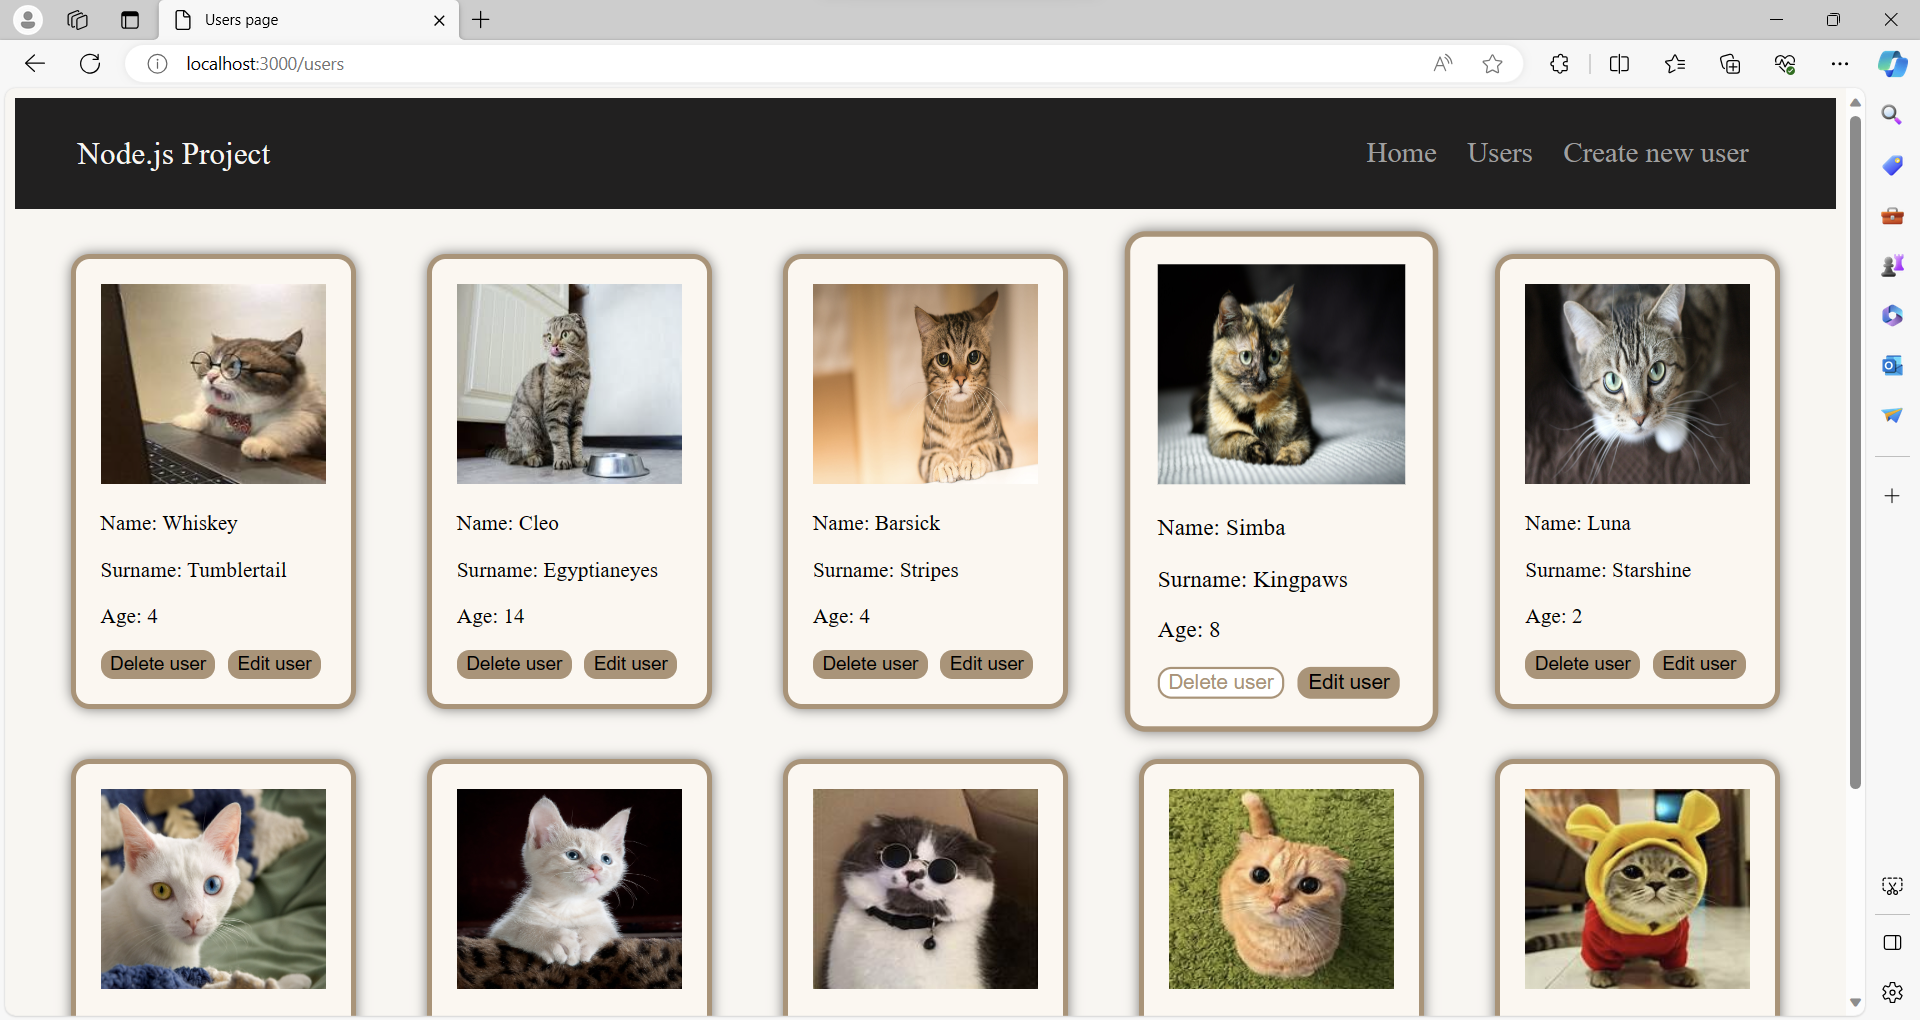 Users page
localhost:3000/users
Node.js Project
Home Users Create new user
Name: Whiskey
Surname: Tumblertail
Age: 4
Delete user Edit user
Name: Cleo
Surname: Egyptianeyes
Age: 14
Delete user Edit user
Name: Barsick
Surname: Stripes
Age: 4
Delete user Edit user
Name: Simba
Surname: Kingpaws
Age: 8
Delete user Edit user
Name: Luna
Surname: Starshine
Age: 2
Delete user Edit user